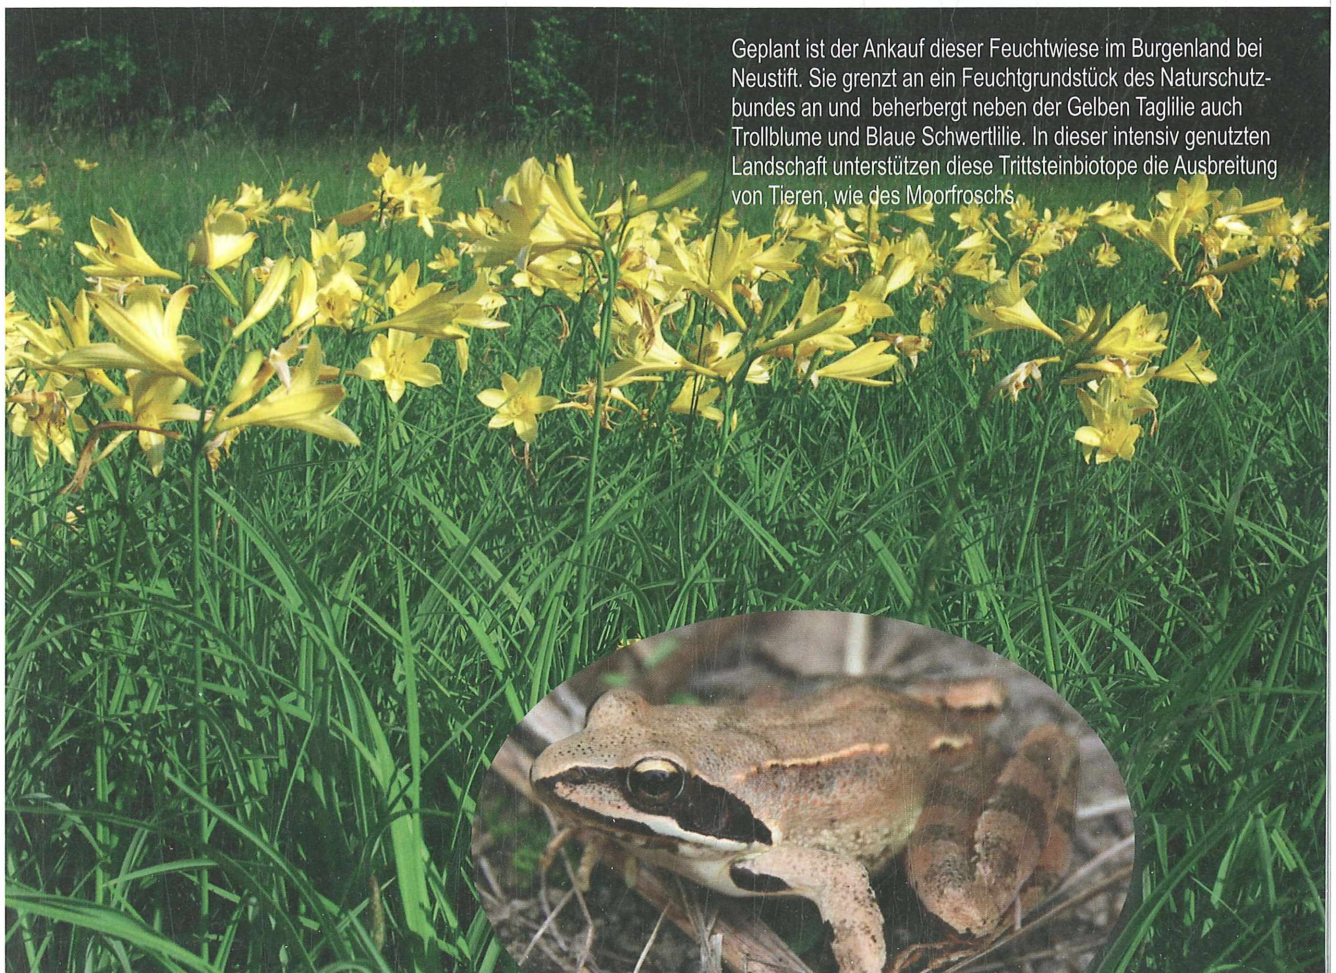 Geplant ist der Ankauf dieser Feuchtwiese im Burgenland bei
Neustift. Sie grenzt an ein Feuchtgrundstück des Naturschutz-
bundes an und beherbergt neben der Gelben Taglilie auch
Trollblume und Blaue Schwertlilie. In dieser intensiv genutzten
Landschaft unterstützen diese Trittsteinbiotope die Ausbreitung
von Tieren, wie des Moorfroschs.